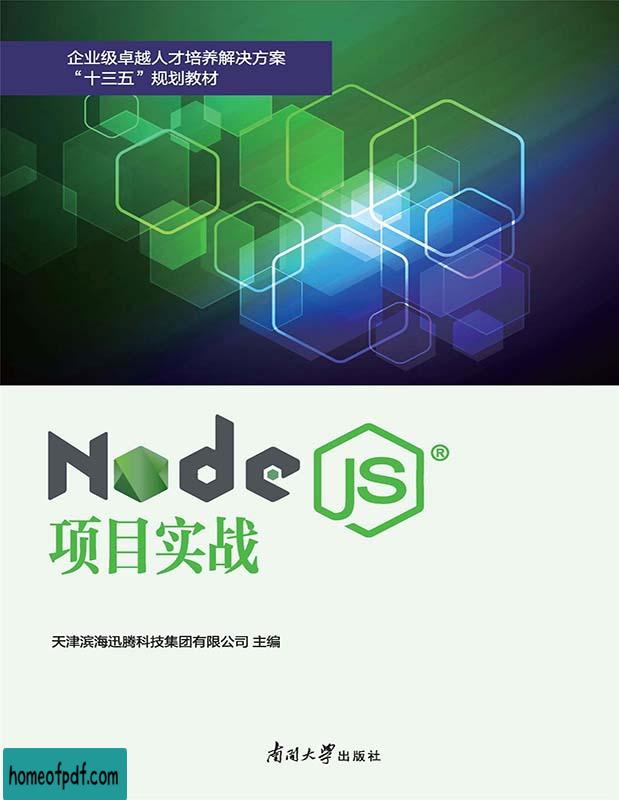 企业级卓越人才培养解决方案
“十三五”规划教材
Node JS®
项目实战
天津滨海迅腾科技集团有限公司 主编
南開大學出版社
homeofpdf.com